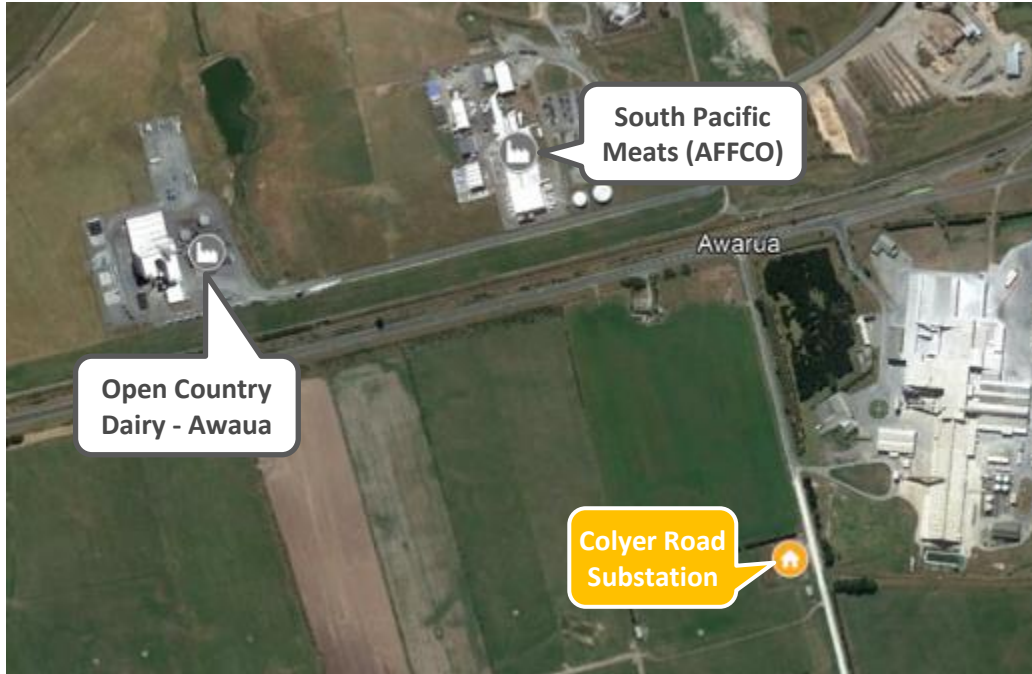 South Pacific
Meats (AFFCO)
Awarua
Open Country
Dairy - Awaua
Colyer Road
Substation